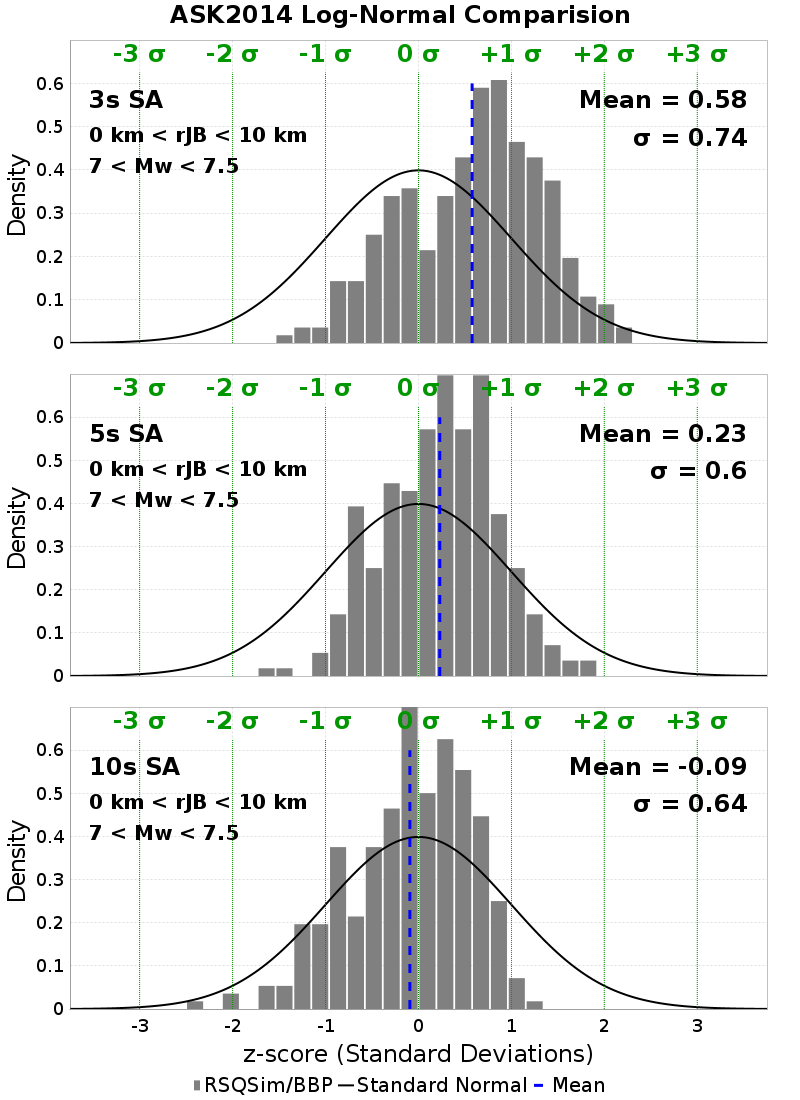 ASK2014 Log-Normal Comparision
-3 σ -2 σ -1 σ 0 σ +1 σ +2 σ +3 σ
3s SA
0 km < rJB < 10 km
7 < Mw < 7.5
Mean = 0.58
σ = 0.74
Density
0.6
0.5
0.4
0.3
0.2
0.1
0
-3 σ -2 σ -1 σ 0 σ +1 σ +2 σ +3 σ
5s SA
0 km < rJB < 10 km
7 < Mw < 7.5
Mean = 0.23
σ = 0.6
Density
0.6
0.5
0.4
0.3
0.2
0.1
0
-3 σ -2 σ -1 σ 0 σ +1 σ +2 σ +3 σ
10s SA
0 km < rJB < 10 km
7 < Mw < 7.5
Mean = -0.09
σ = 0.64
Density
0.6
0.5
0.4
0.3
0.2
0.1
0
-3 -2 -1 0 1 2 3
z-score (Standard Deviations)
RSQSim/BBP Standard Normal Mean